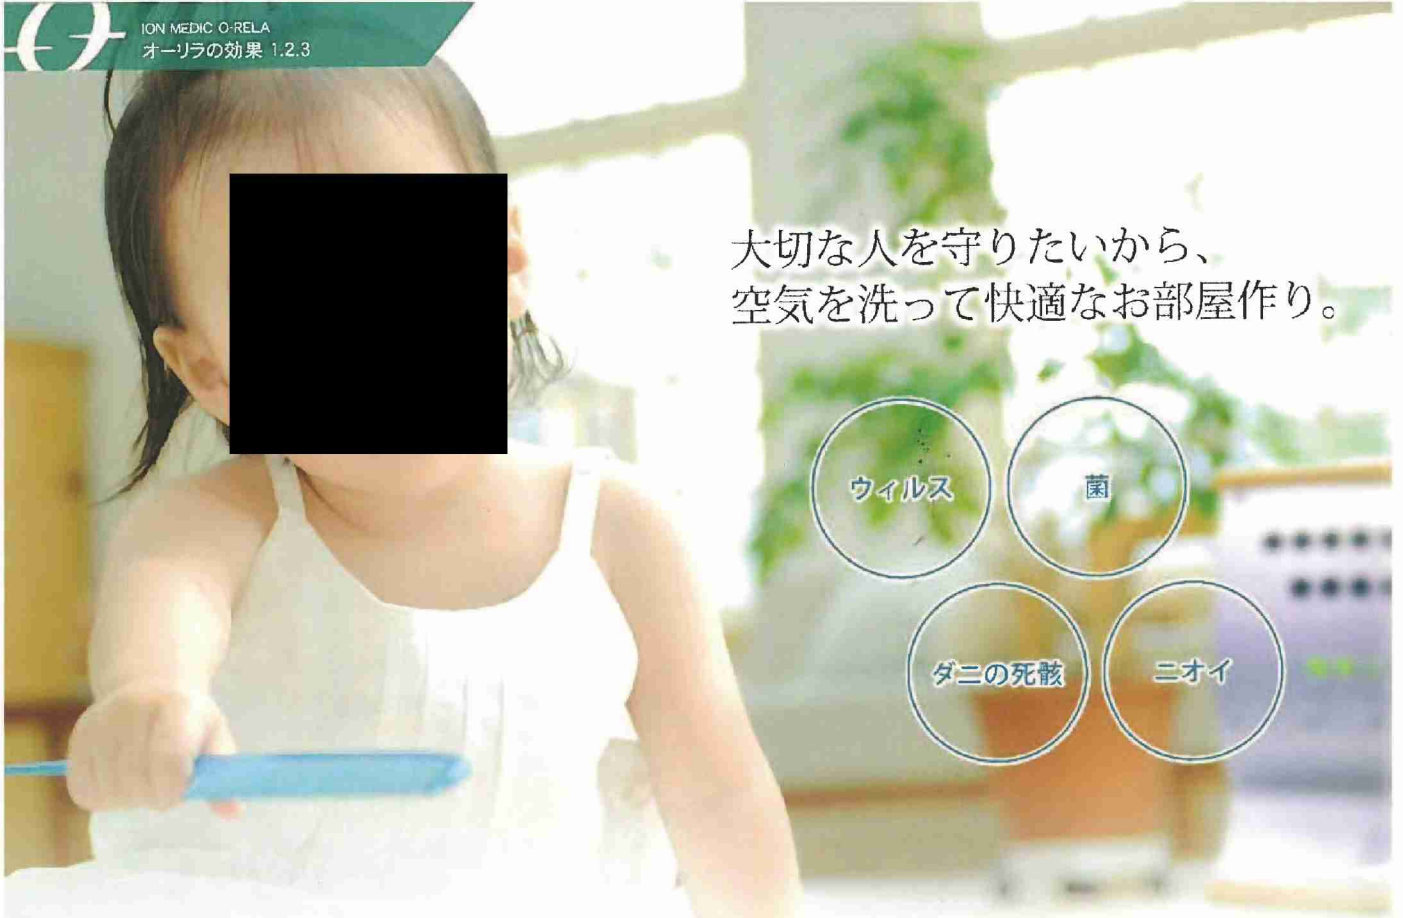 ION MEDIC O-RELA
オーリラの効果 1.2.3
大切な人を守りたいから、
空気を洗って快適なお部屋作り。
ウィルス
菌
ダニの死骸
ニオイ